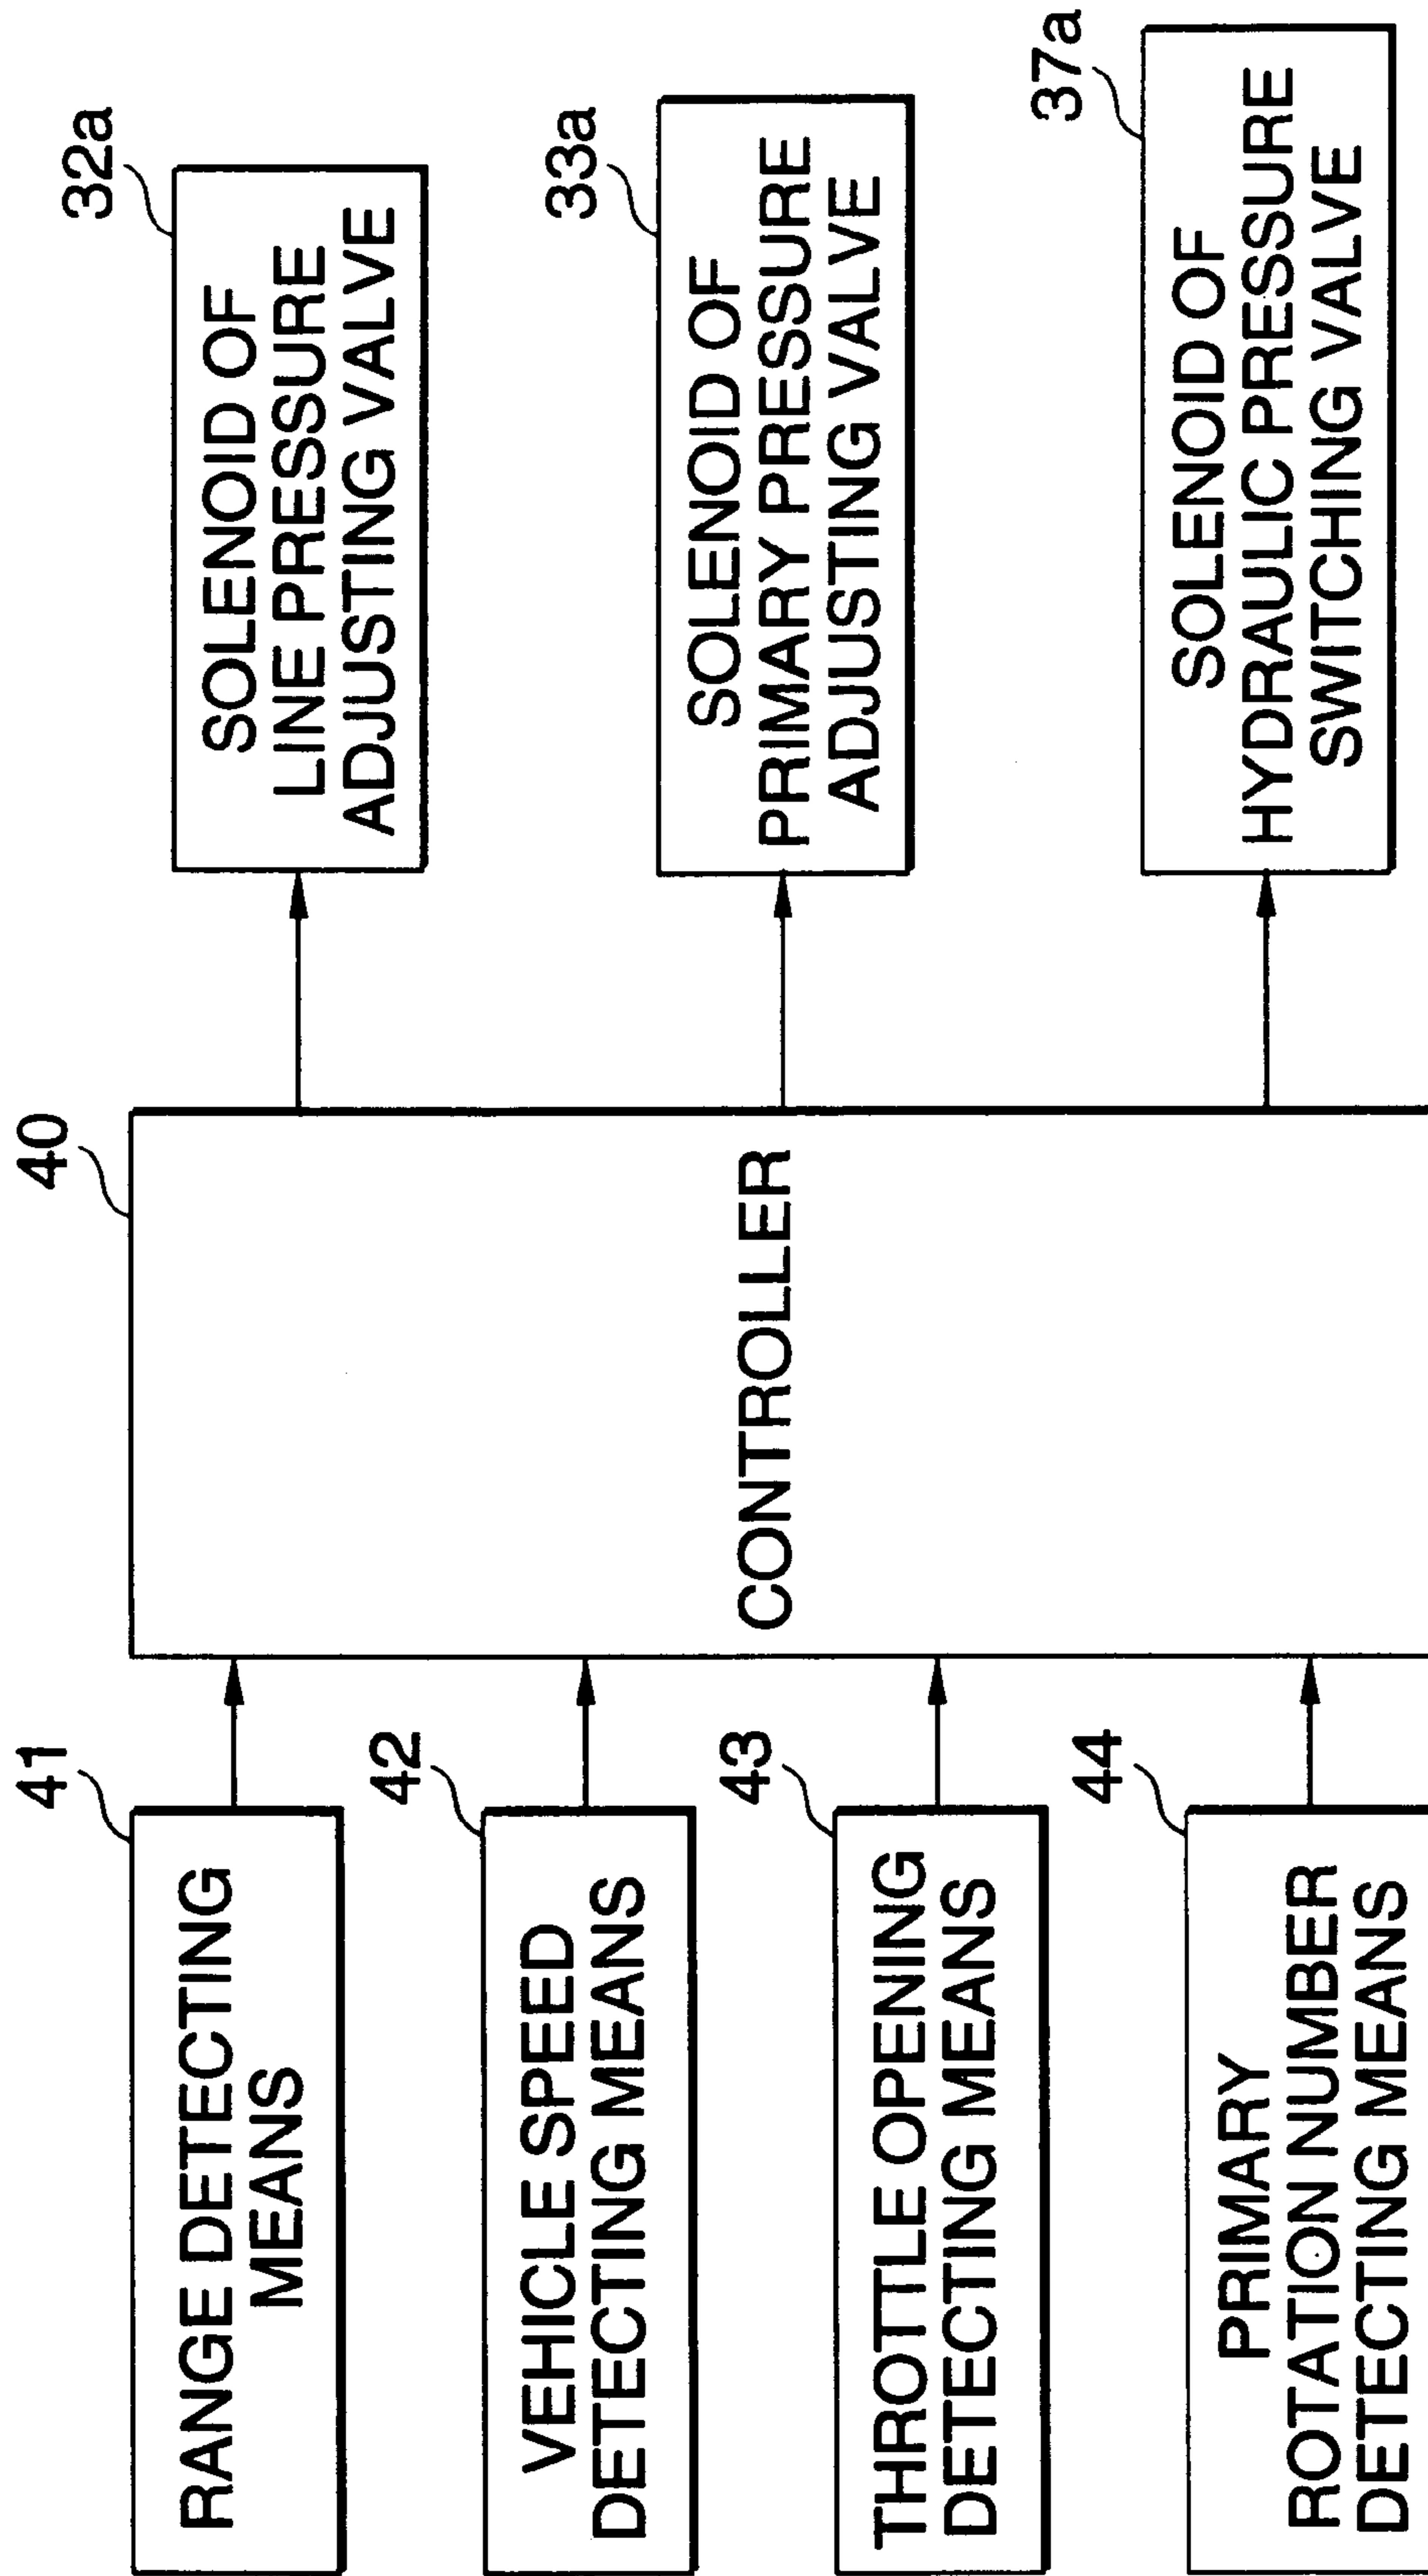 41
RANGE DETECTING
MEANS
42
VEHICLE SPEED
DETECTING MEANS
43
THROTTLE OPENING
DETECTING MEANS
44
PRIMARY
ROTATION NUMBER
DETECTING MEANS
40
CONTROLLER
32a
SOLENOID OF
LINE PRESSURE
ADJUSTING VALVE
33a
SOLENOID OF
PRIMARY PRESSURE
ADJUSTING VALVE
37a
SOLENOID OF
HYDRAULIC PRESSURE
SWITCHING VALVE